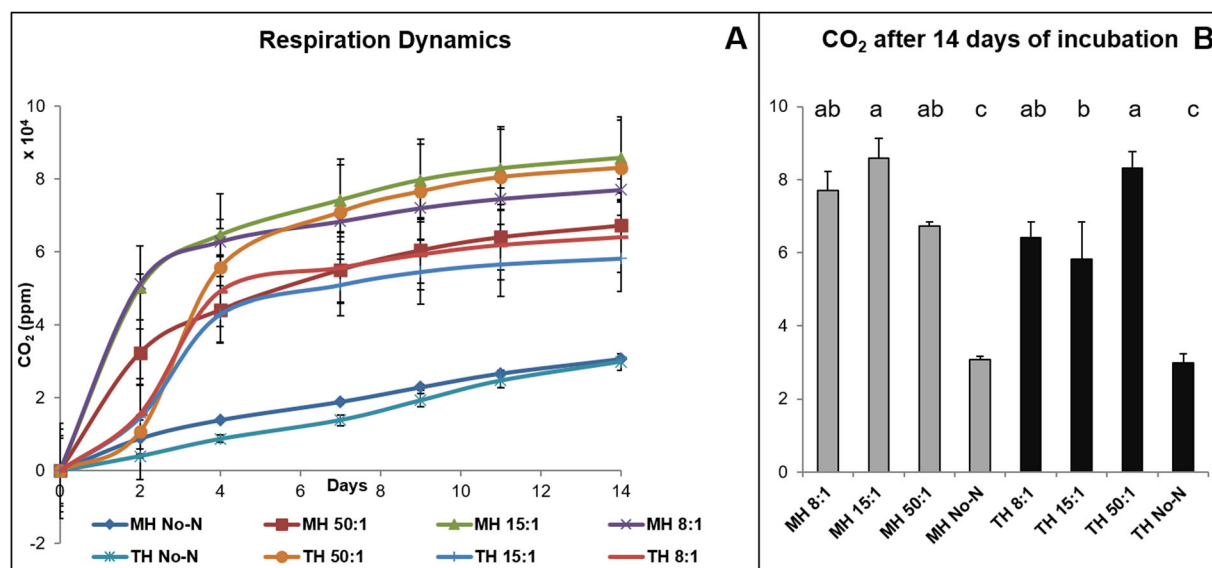 Respiration Dynamics
A
10
8
6
4
2
0
-2
x 10⁴
CO₂ (ppm)
0 2 4 6 8 10 12 14
Days
MH No-N MH 50:1 MH 15:1 MH 8:1
TH No-N TH 50:1 TH 15:1 TH 8:1
CO₂ after 14 days of incubation
B
ab a ab c ab b a c
10
8
6
4
2
0
MH 8:1
MH 15:1
MH 50:1
MH No-N
TH 8:1
TH 15:1
TH 50:1
TH No-N